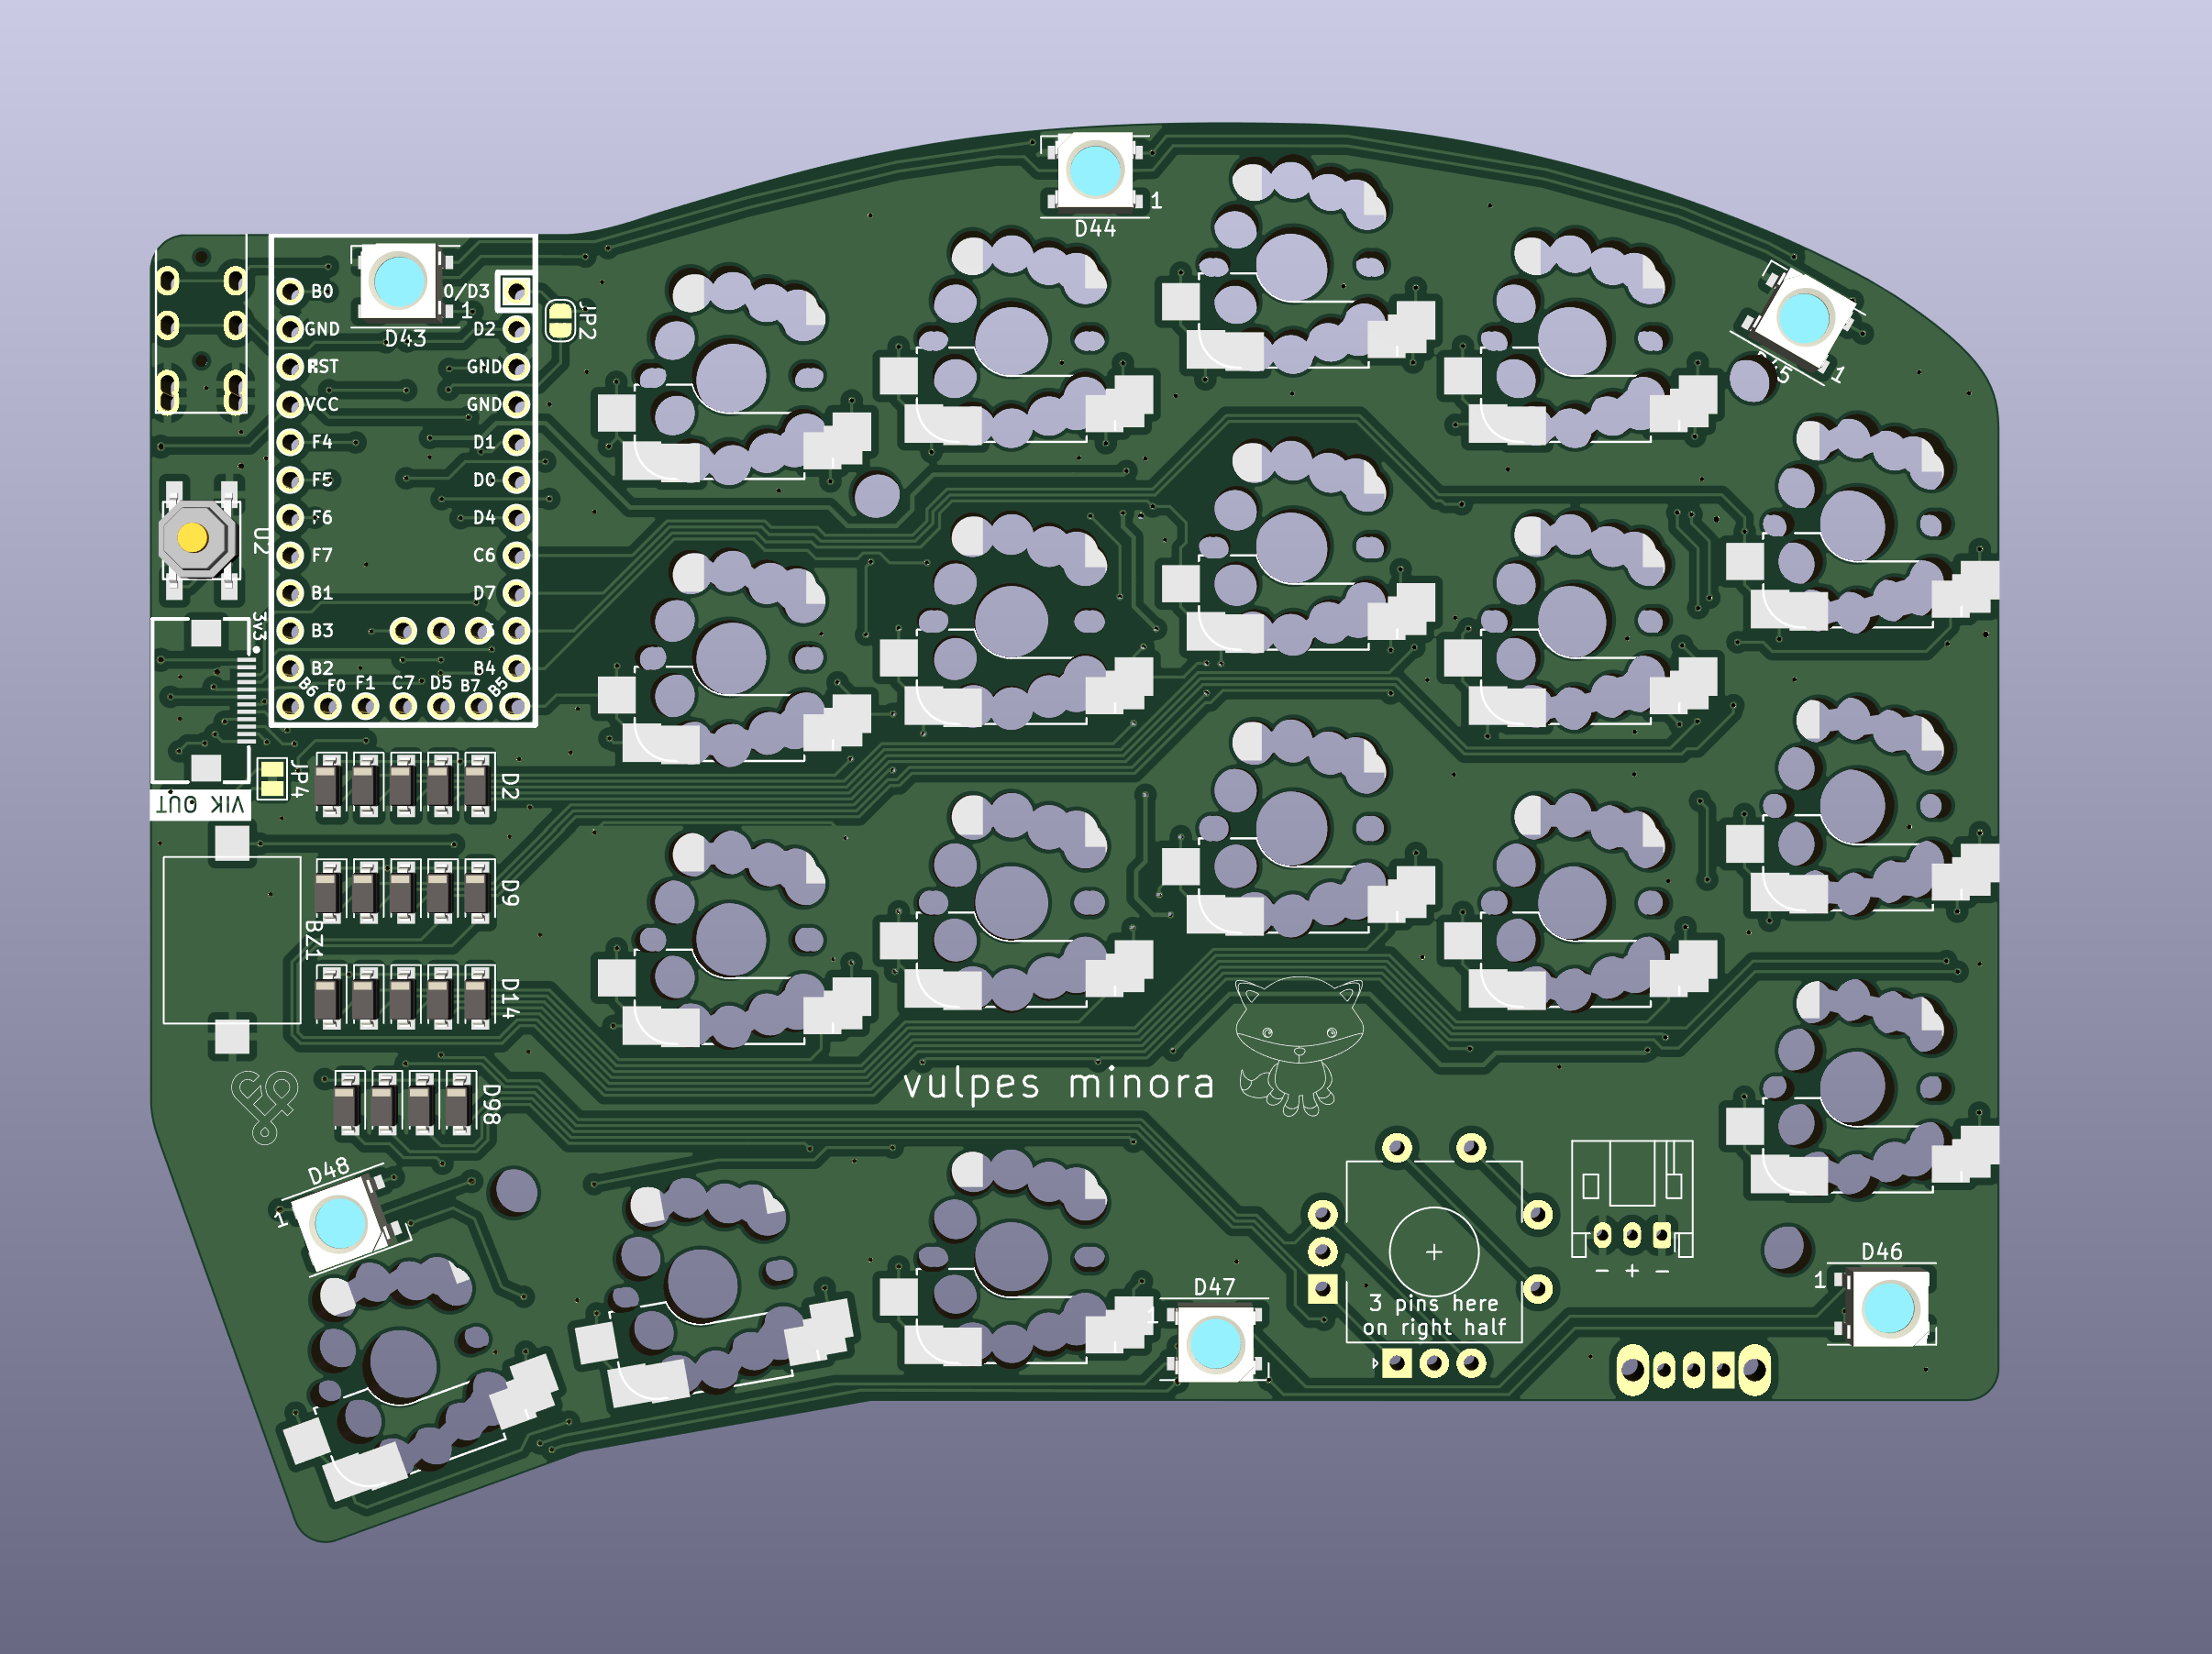 D44
1
B0
O/D3
1
GND
D43
D2
JP2
RST
GND
VCC
GND
F4
D1
F5
D0
F6
D4
U2
F7
C6
B1
D7
3v3
B3
B2
B4
B6
F0
F1
C7
D5
B7
B5
1
JP4
D2
VIK OUT
D9
BZ1
D14
vulpes minora
D98
D48
1
D46
1
D47
1
- + -
3 pins here
on right half